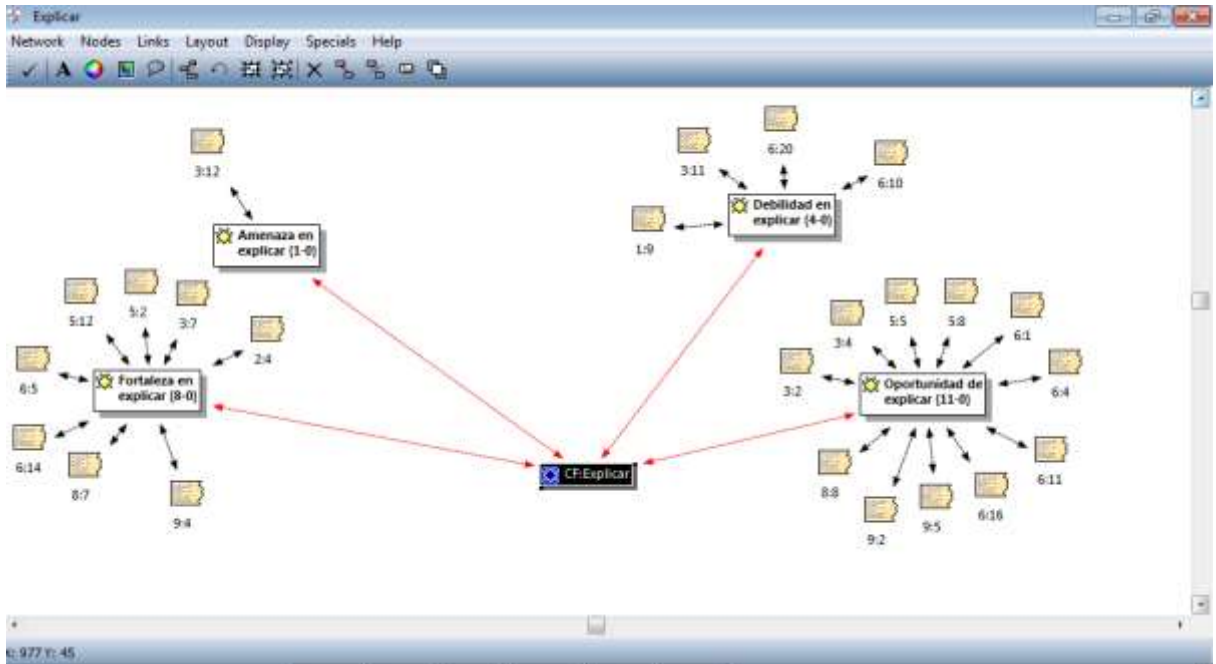 Explicar
Network Nodes Links Layout Display Specials Help
3:12
Amenaza en
explicar (1-0)
3:11
6:20
6:10
1:9
Debilidad en
explicar (4-0)
5:12
5:2
3:7
2:4
6:5
Fortaleza en
explicar (8-0)
6:14
8:7
9:4
3:2
3:4
5:5
5:8
6:1
6:4
Oportunidad de
explicar (11-0)
8:8
9:2
9:5
6:16
6:11
CF:Explicar
X: 977 Y: 45